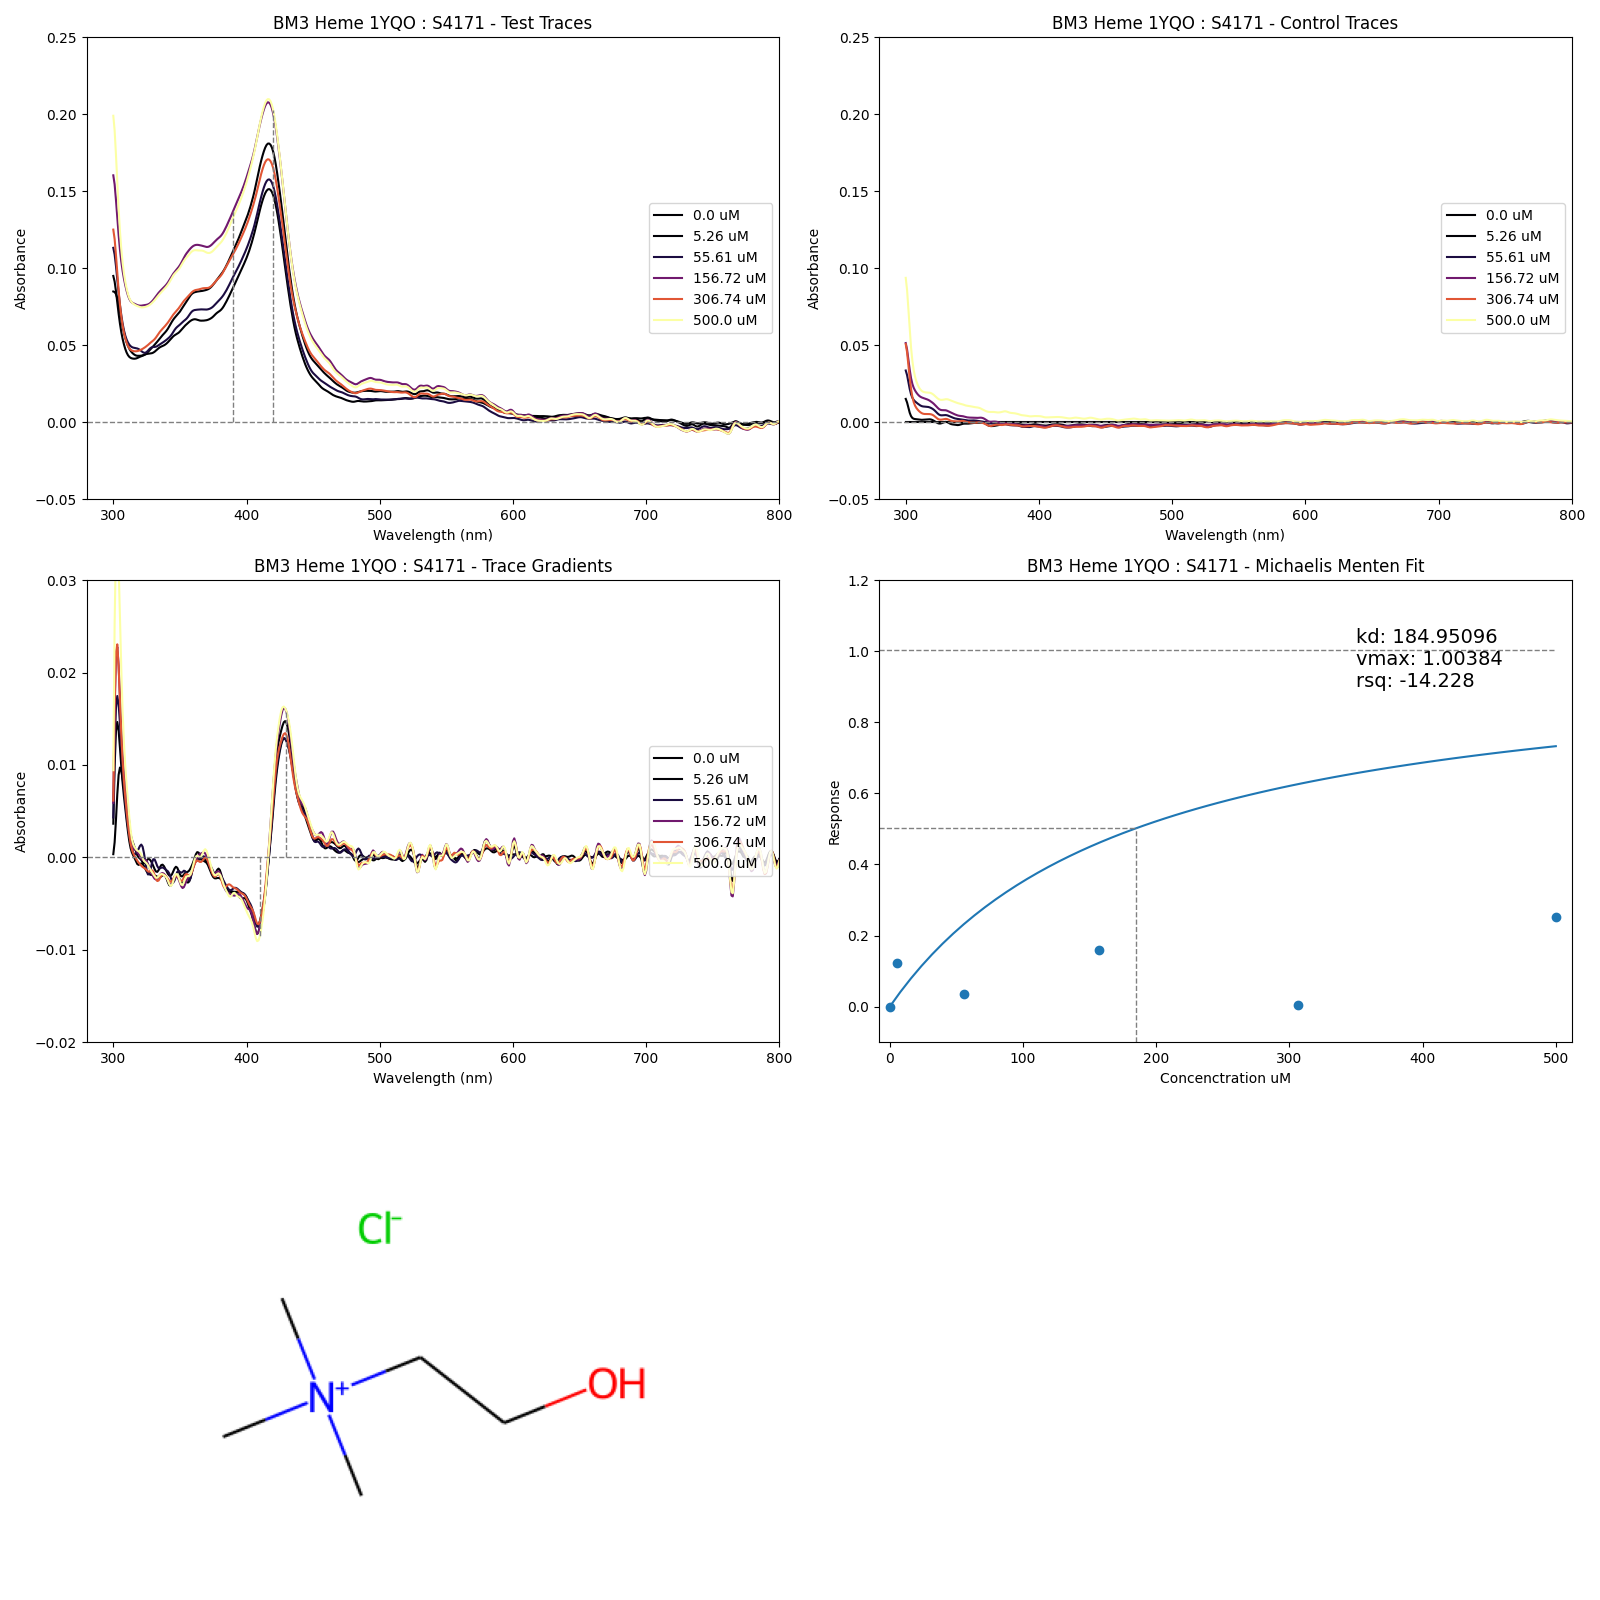 BM3 Heme 1YQO : S4171 - Test Traces
0.25
0.20
0.15
0.10
0.05
0.00
−0.05
Absorbance
300
400
500
600
700
800
Wavelength (nm)
0.0 uM
5.26 uM
55.61 uM
156.72 uM
306.74 uM
500.0 uM
BM3 Heme 1YQO : S4171 - Control Traces
0.25
0.20
0.15
0.10
0.05
0.00
−0.05
Absorbance
300
400
500
600
700
800
Wavelength (nm)
0.0 uM
5.26 uM
55.61 uM
156.72 uM
306.74 uM
500.0 uM
BM3 Heme 1YQO : S4171 - Trace Gradients
0.03
0.02
0.01
0.00
−0.01
−0.02
Absorbance
300
400
500
600
700
800
Wavelength (nm)
0.0 uM
5.26 uM
55.61 uM
156.72 uM
306.74 uM
500.0 uM
BM3 Heme 1YQO : S4171 - Michaelis Menten Fit
1.2
1.0
0.8
0.6
0.4
0.2
0.0
Response
kd: 184.95096
vmax: 1.00384
rsq: -14.228
0
100
200
300
400
500
Concenctration uM
Cl−
N+
OH